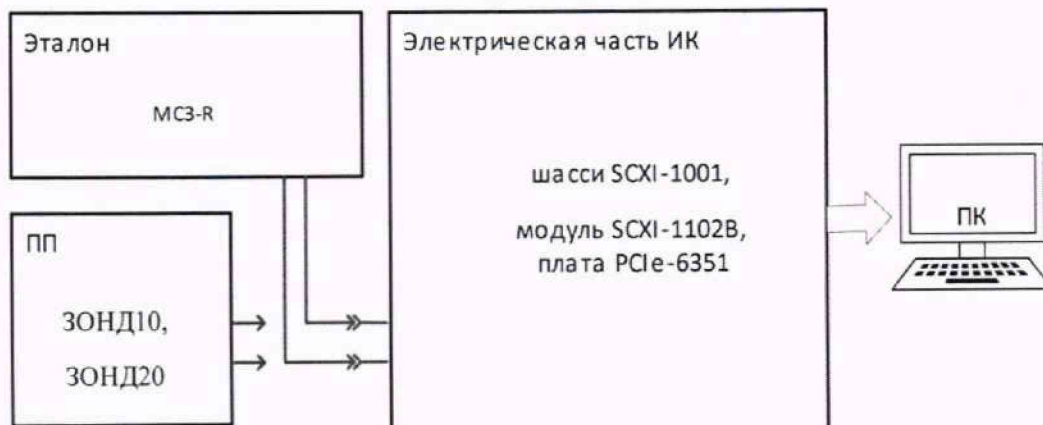 Эталон
МС3-R
Электрическая часть ИК
шасси SCXI-1001,
модуль SCXI-1102B,
плата PCIe-6351
ПП
ЗОНД10,
ЗОНД20
ПК